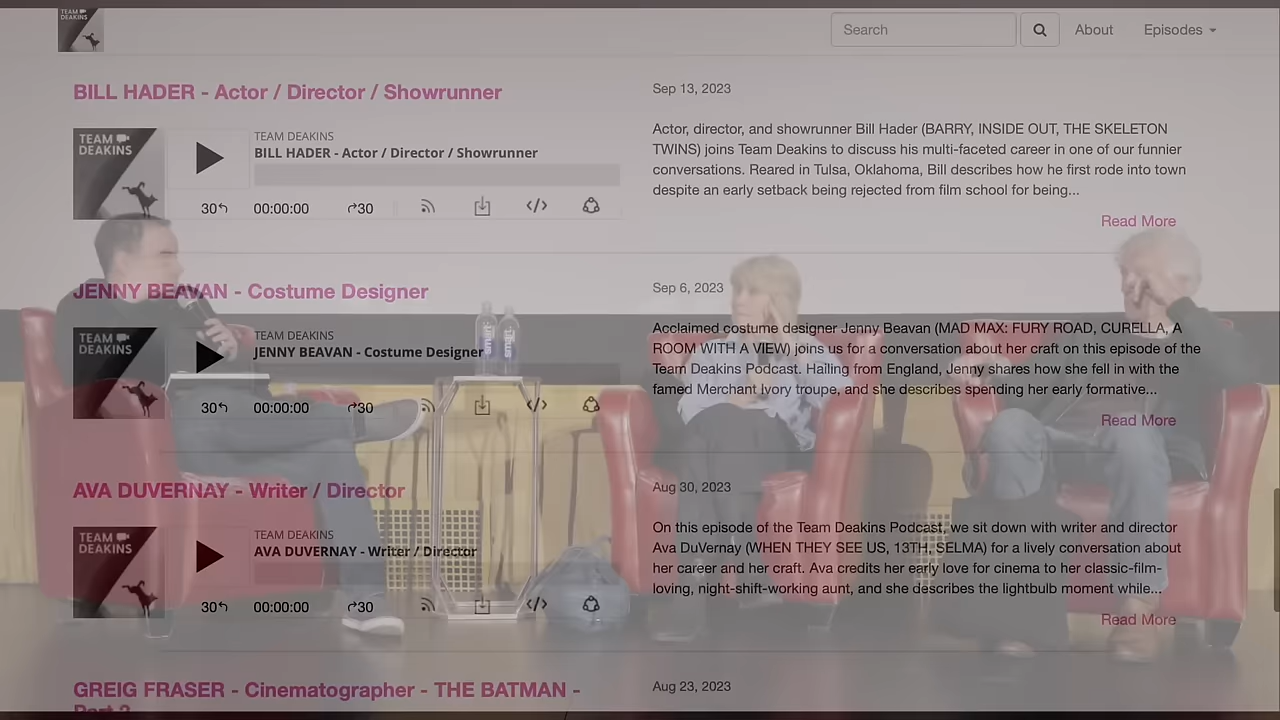 TEAM
DEAKINS
Search
About
Episodes
BILL HADER - Actor / Director / Showrunner
Sep 13, 2023
TEAM
DEAKINS
TEAM DEAKINS
BILL HADER - Actor / Director / Showrunner
30
00:00:00
30
Actor, director, and showrunner Bill Hader (BARRY, INSIDE OUT, THE SKELETON
TWINS) joins Team Deakins to discuss his multi-faceted career in one of our funnier
conversations. Reared in Tulsa, Oklahoma, Bill describes how he first rode into town
despite an early setback being rejected from film school for being...
Read More
JENNY BEAVAN - Costume Designer
Sep 6, 2023
TEAM
DEAKINS
TEAM DEAKINS
JENNY BEAVAN - Costume Designer
30
00:00:00
30
smart
smart
Acclaimed costume designer Jenny Beavan (MAD MAX: FURY ROAD, CURELLA, A
ROOM WITH A VIEW) joins us for a conversation about her craft on this episode of the
Team Deakins Podcast. Hailing from England, Jenny shares how she fell in with the
famed Merchant Ivory troupe, and she describes spending her early formative...
Read More
AVA DUVERNAY - Writer / Director
Aug 30, 2023
TEAM
DEAKINS
TEAM DEAKINS
AVA DUVERNAY - Writer / Director
30
00:00:00
30
On this episode of the Team Deakins Podcast, we sit down with writer and director
Ava DuVernay (WHEN THEY SEE US, 13TH, SELMA) for a lively conversation about
her career and her craft. Ava credits her early love for cinema to her classic-film-
loving, night-shift-working aunt, and she describes the lightbulb moment while...
Read More
GREIG FRASER - Cinematographer - THE BATMAN -
Part 2
Aug 23, 2023